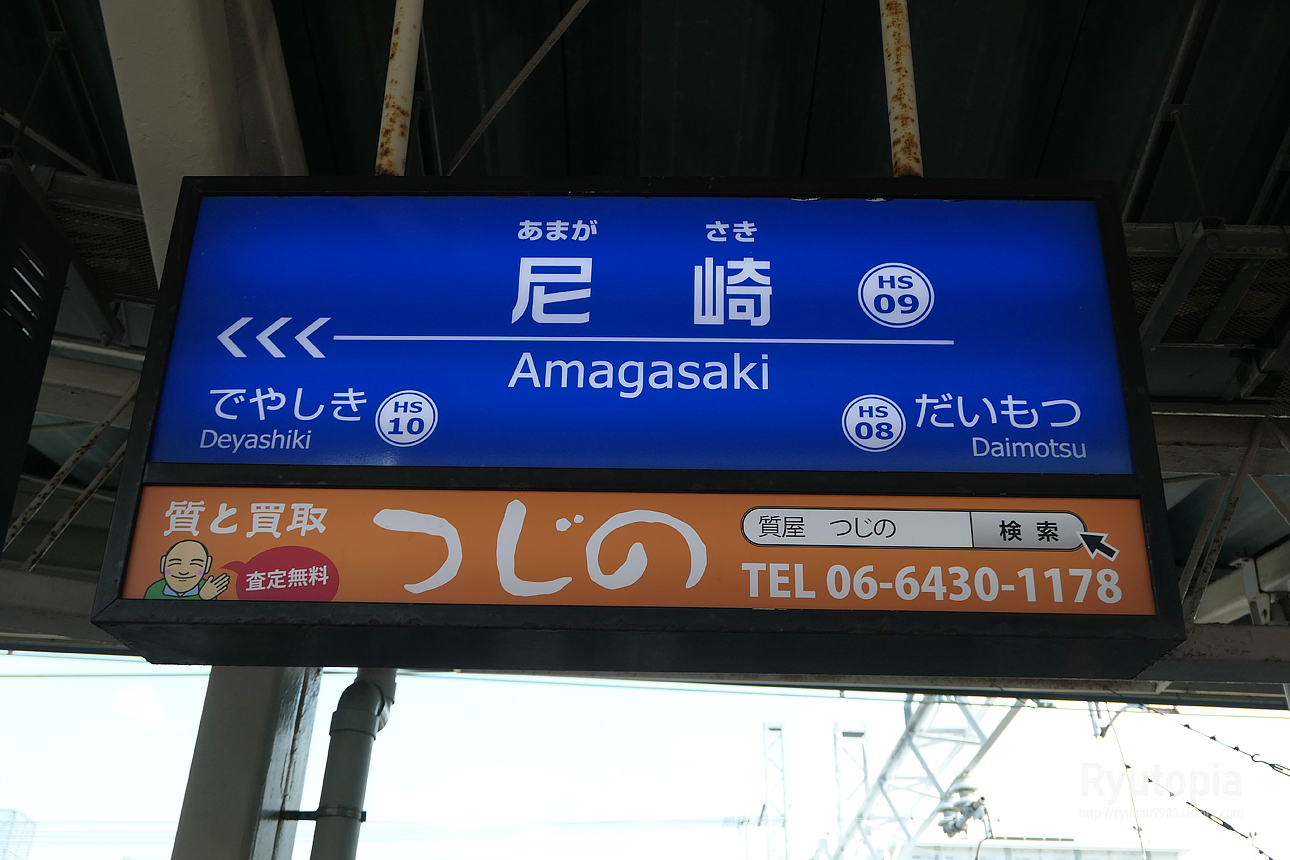 あまが さき
尼 崎
HS
09
Amagasaki
でやしき
HS
10
Deyashiki
HS
08
だいもつ
Daimotsu
質と買取
査定無料
つじの
質屋 つじの 検索
TEL 06-6430-1178
Ryutopia